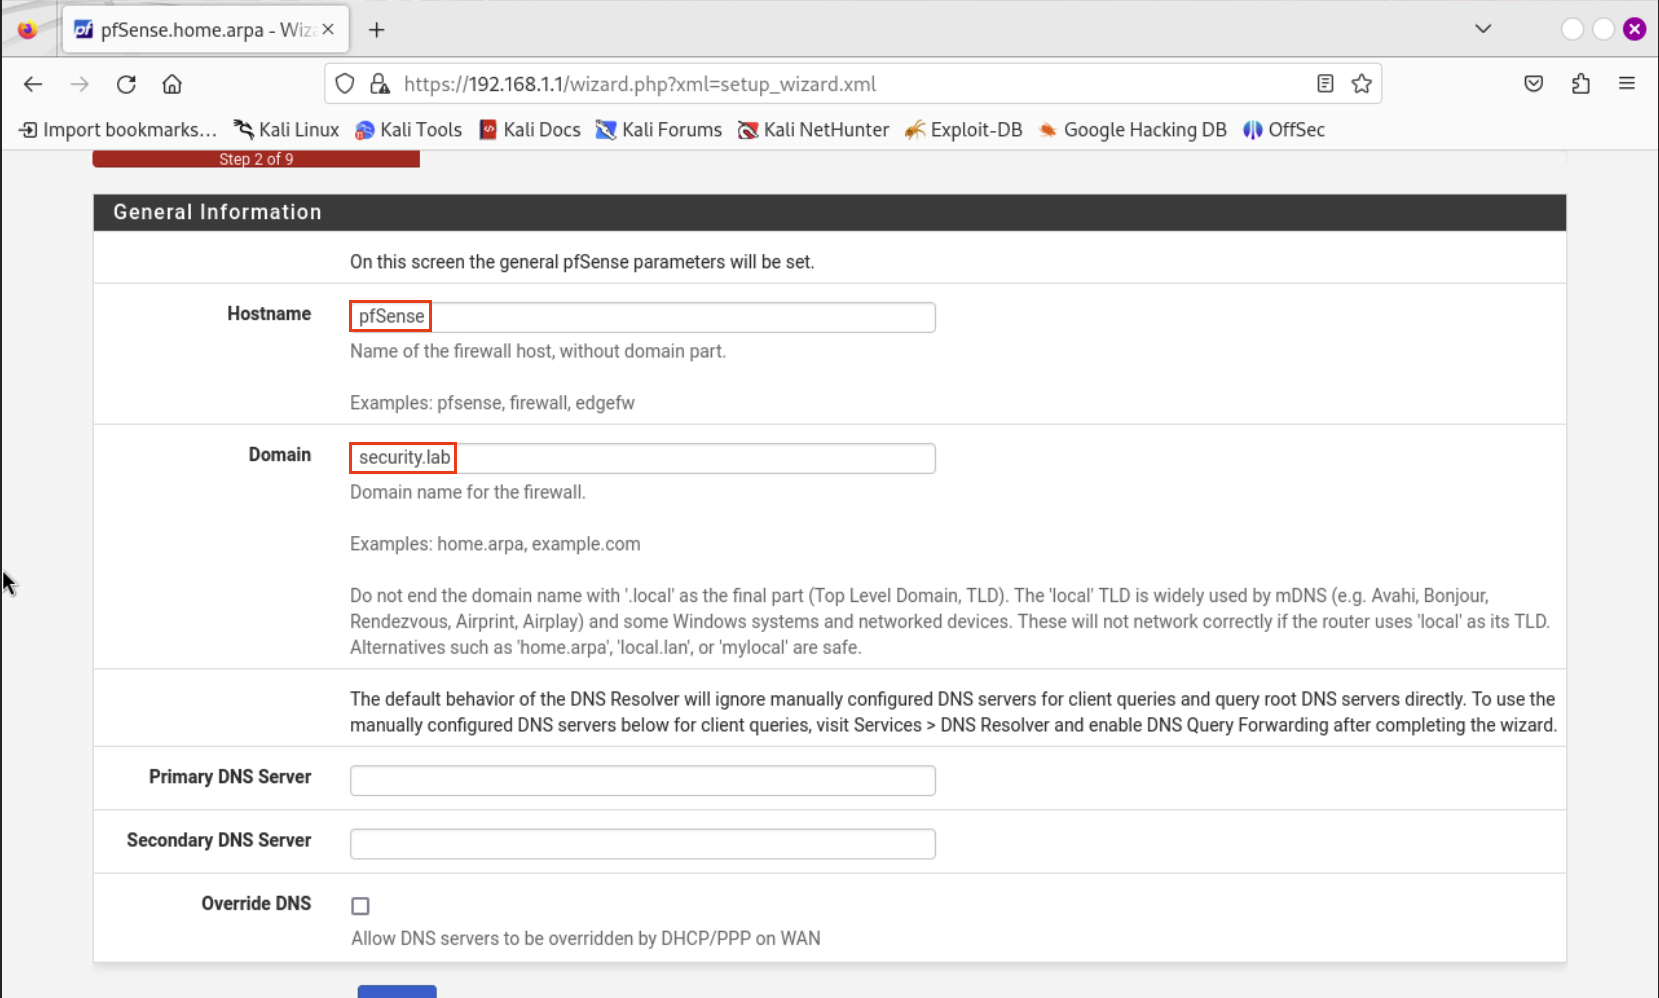 pfSense.home.arpa - Wiz
https://192.168.1.1/wizard.php?xml=setup_wizard.xml
Import bookmarks... Kali Linux Kali Tools Kali Docs Kali Forums Kali NetHunter Exploit-DB Google Hacking DB OffSec
Step 2 of 9
General Information
On this screen the general pfSense parameters will be set.
Hostname
pfSense
Name of the firewall host, without domain part.
Examples: pfsense, firewall, edgefw
Domain
security.lab
Domain name for the firewall.
Examples: home.arpa, example.com
Do not end the domain name with '.local' as the final part (Top Level Domain, TLD). The 'local' TLD is widely used by mDNS (e.g. Avahi, Bonjour,
Rendezvous, Airprint, Airplay) and some Windows systems and networked devices. These will not network correctly if the router uses 'local' as its TLD.
Alternatives such as 'home.arpa', 'local.lan', or 'mylocal' are safe.
The default behavior of the DNS Resolver will ignore manually configured DNS servers for client queries and query root DNS servers directly. To use the
manually configured DNS servers below for client queries, visit Services > DNS Resolver and enable DNS Query Forwarding after completing the wizard.
Primary DNS Server
Secondary DNS Server
Override DNS
Allow DNS servers to be overridden by DHCP/PPP on WAN